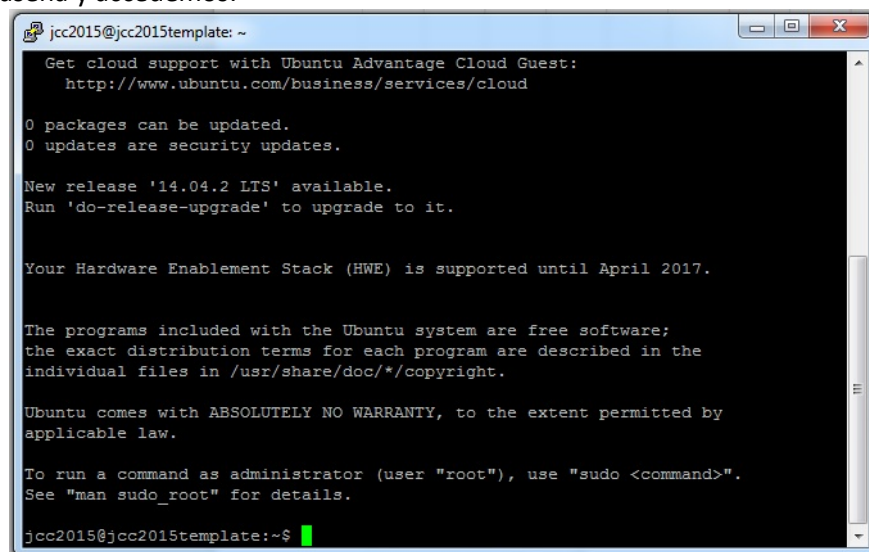 y accedemos.
jcc2015@jcc2015template: ~
Get cloud support with Ubuntu Advantage Cloud Guest:
http://www.ubuntu.com/business/services/cloud
0 packages can be updated.
0 updates are security updates.
New release '14.04.2 LTS' available.
Run 'do-release-upgrade' to upgrade to it.
Your Hardware Enablement Stack (HWE) is supported until April 2017.
The programs included with the Ubuntu system are free software;
the exact distribution terms for each program are described in the
individual files in /usr/share/doc/*/copyright.
Ubuntu comes with ABSOLUTELY NO WARRANTY, to the extent permitted by
applicable law.
To run a command as administrator (user "root"), use "sudo <command>".
See "man sudo_root" for details.
jcc2015@jcc2015template:~$